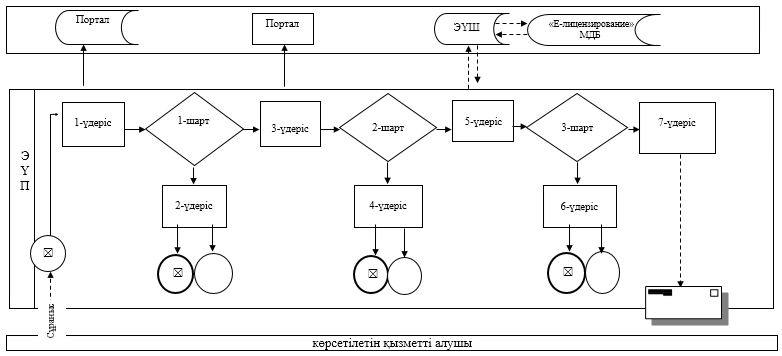 Портал
Портал
ЭҮШ
«Е-лицензирование»
МДБ
1-үдеріс
1-шарт
3-үдеріс
2-шарт
5-үдеріс
3-шарт
7-үдеріс
Э
Ү
П
2-үдеріс
4-үдеріс
6-үдеріс
Сұраныс
көрсетілетін қызметті алушы